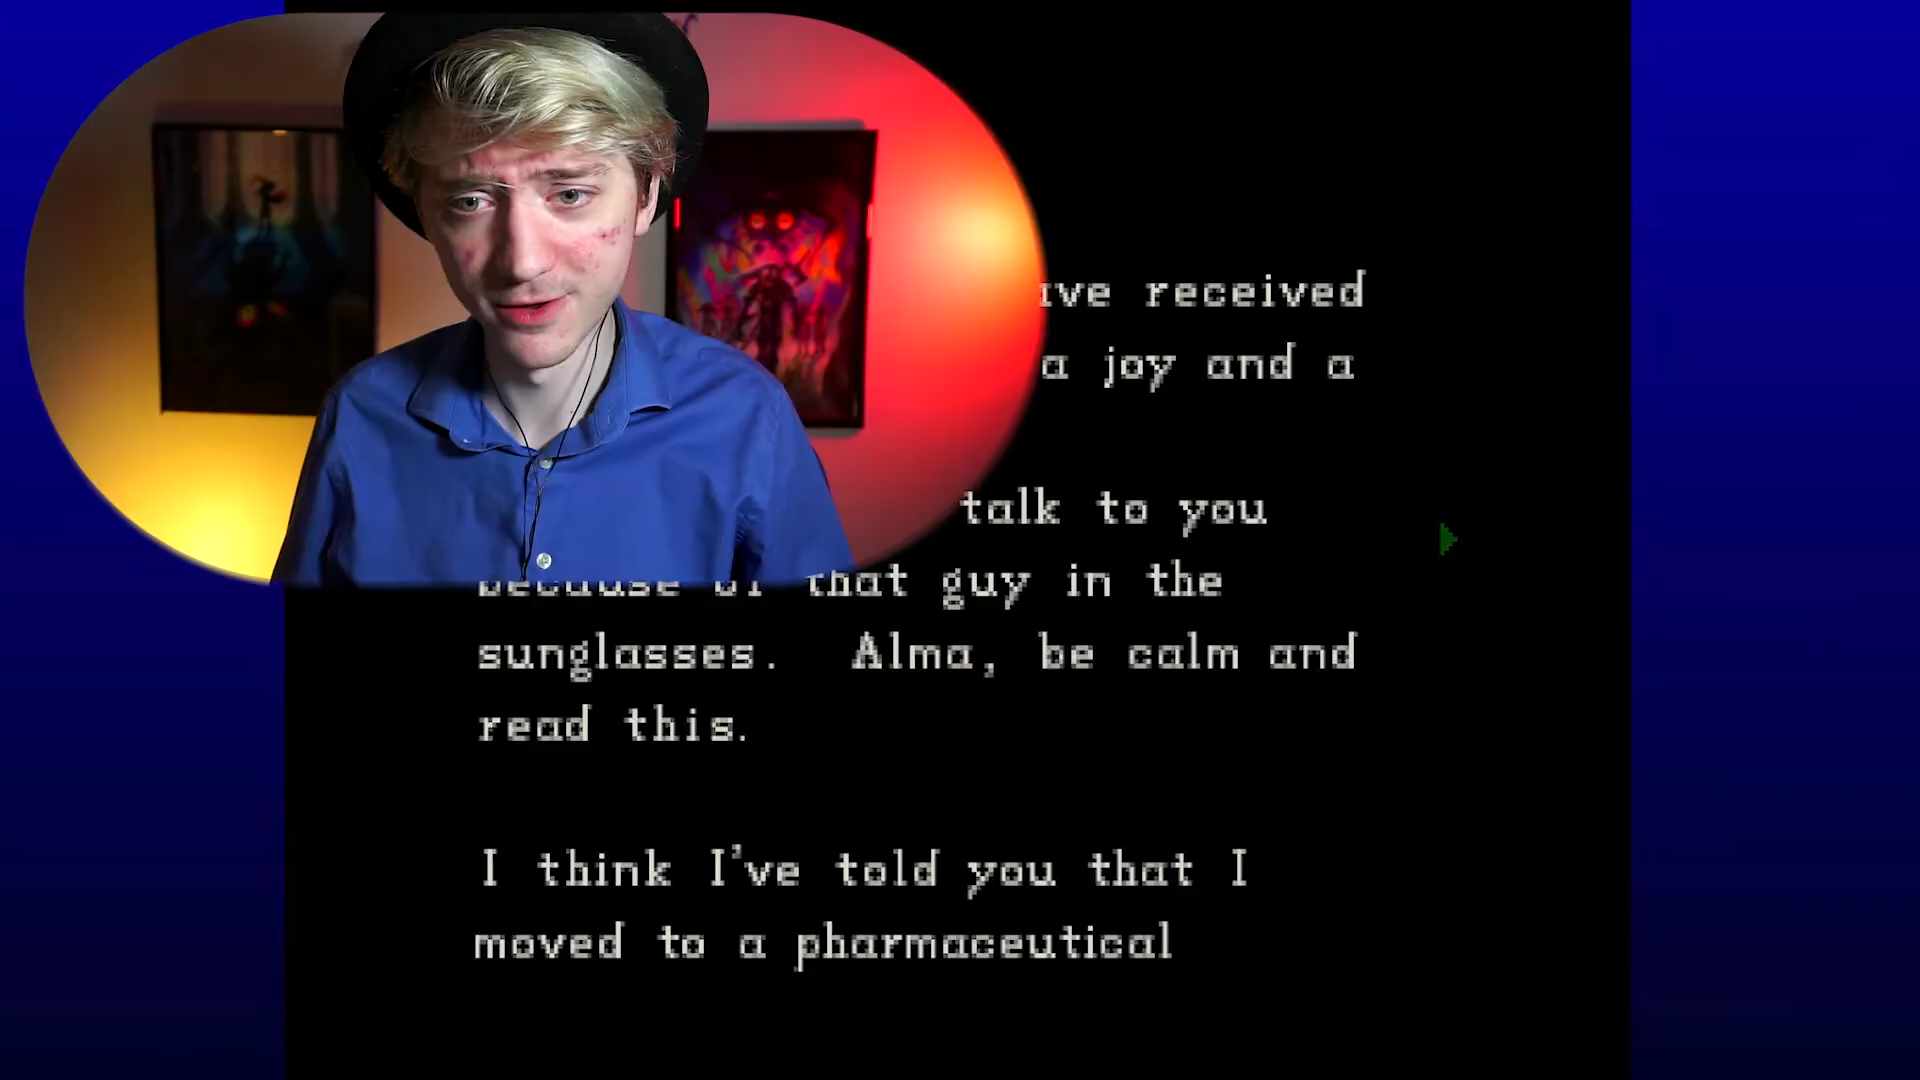 received
a joy and a
talk to you
that guy in the
sunglasses. Alma, be calm and
read this.
I think I've told you that I
moved to a pharmaceutical